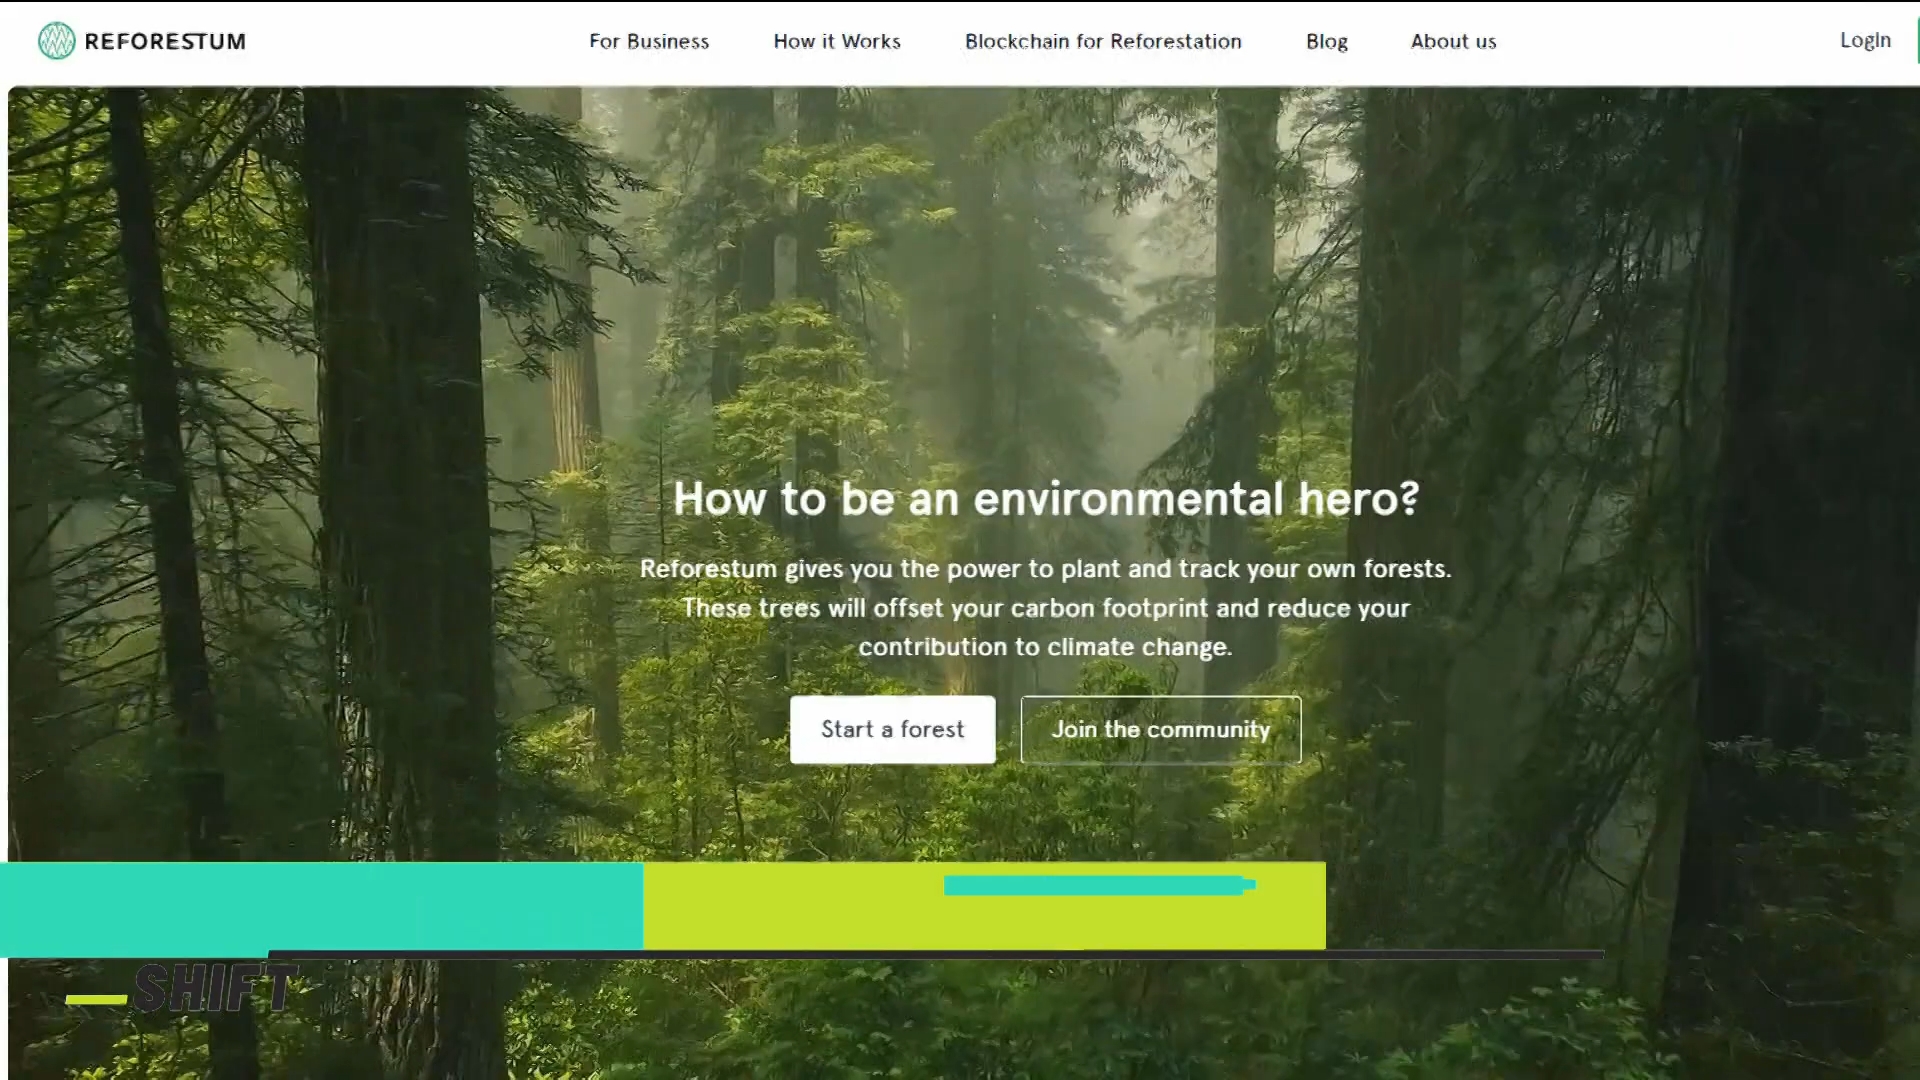 REFORESTUM
For Business
How it Works
Blockchain for Reforestation
Blog
About us
LogIn
How to be an environmental hero?
Reforestum gives you the power to plant and track your own forests.
These trees will offset your carbon footprint and reduce your
contribution to climate change.
Start a forest
Join the community
SHIFT